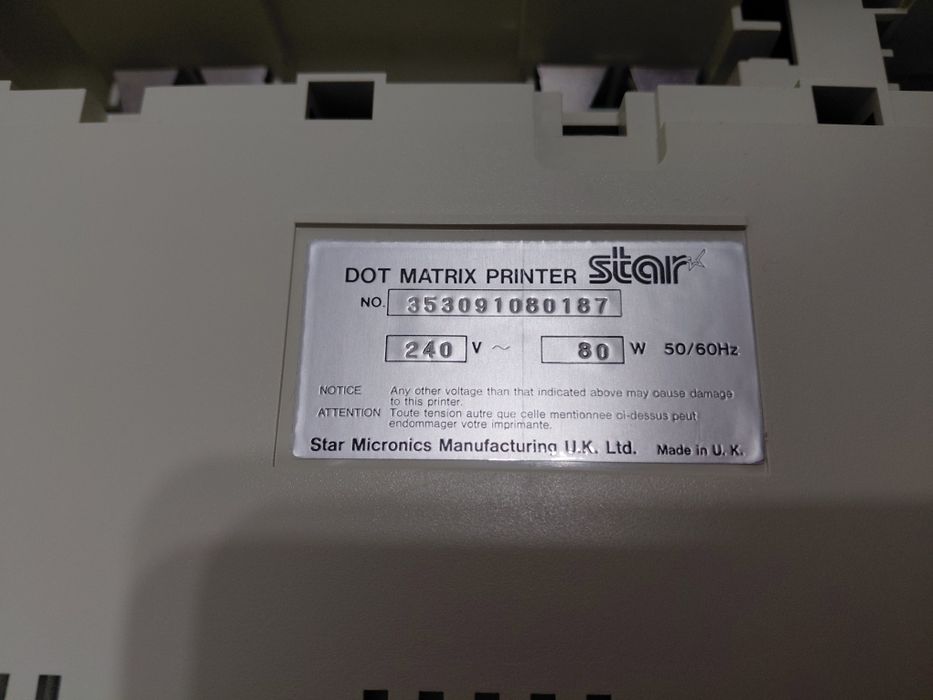 DOT MATRIX PRINTER star
NO. 353091080187
240 V ~ 80 W 50/60Hz
NOTICE Any other voltage than that indicated above may cause damage
to this printer.
ATTENTION Toute tension autre que celle mentionnee ci-dessus peut
endommager votre imprimante.
Star Micronics Manufacturing U.K. Ltd. Made in U. K.